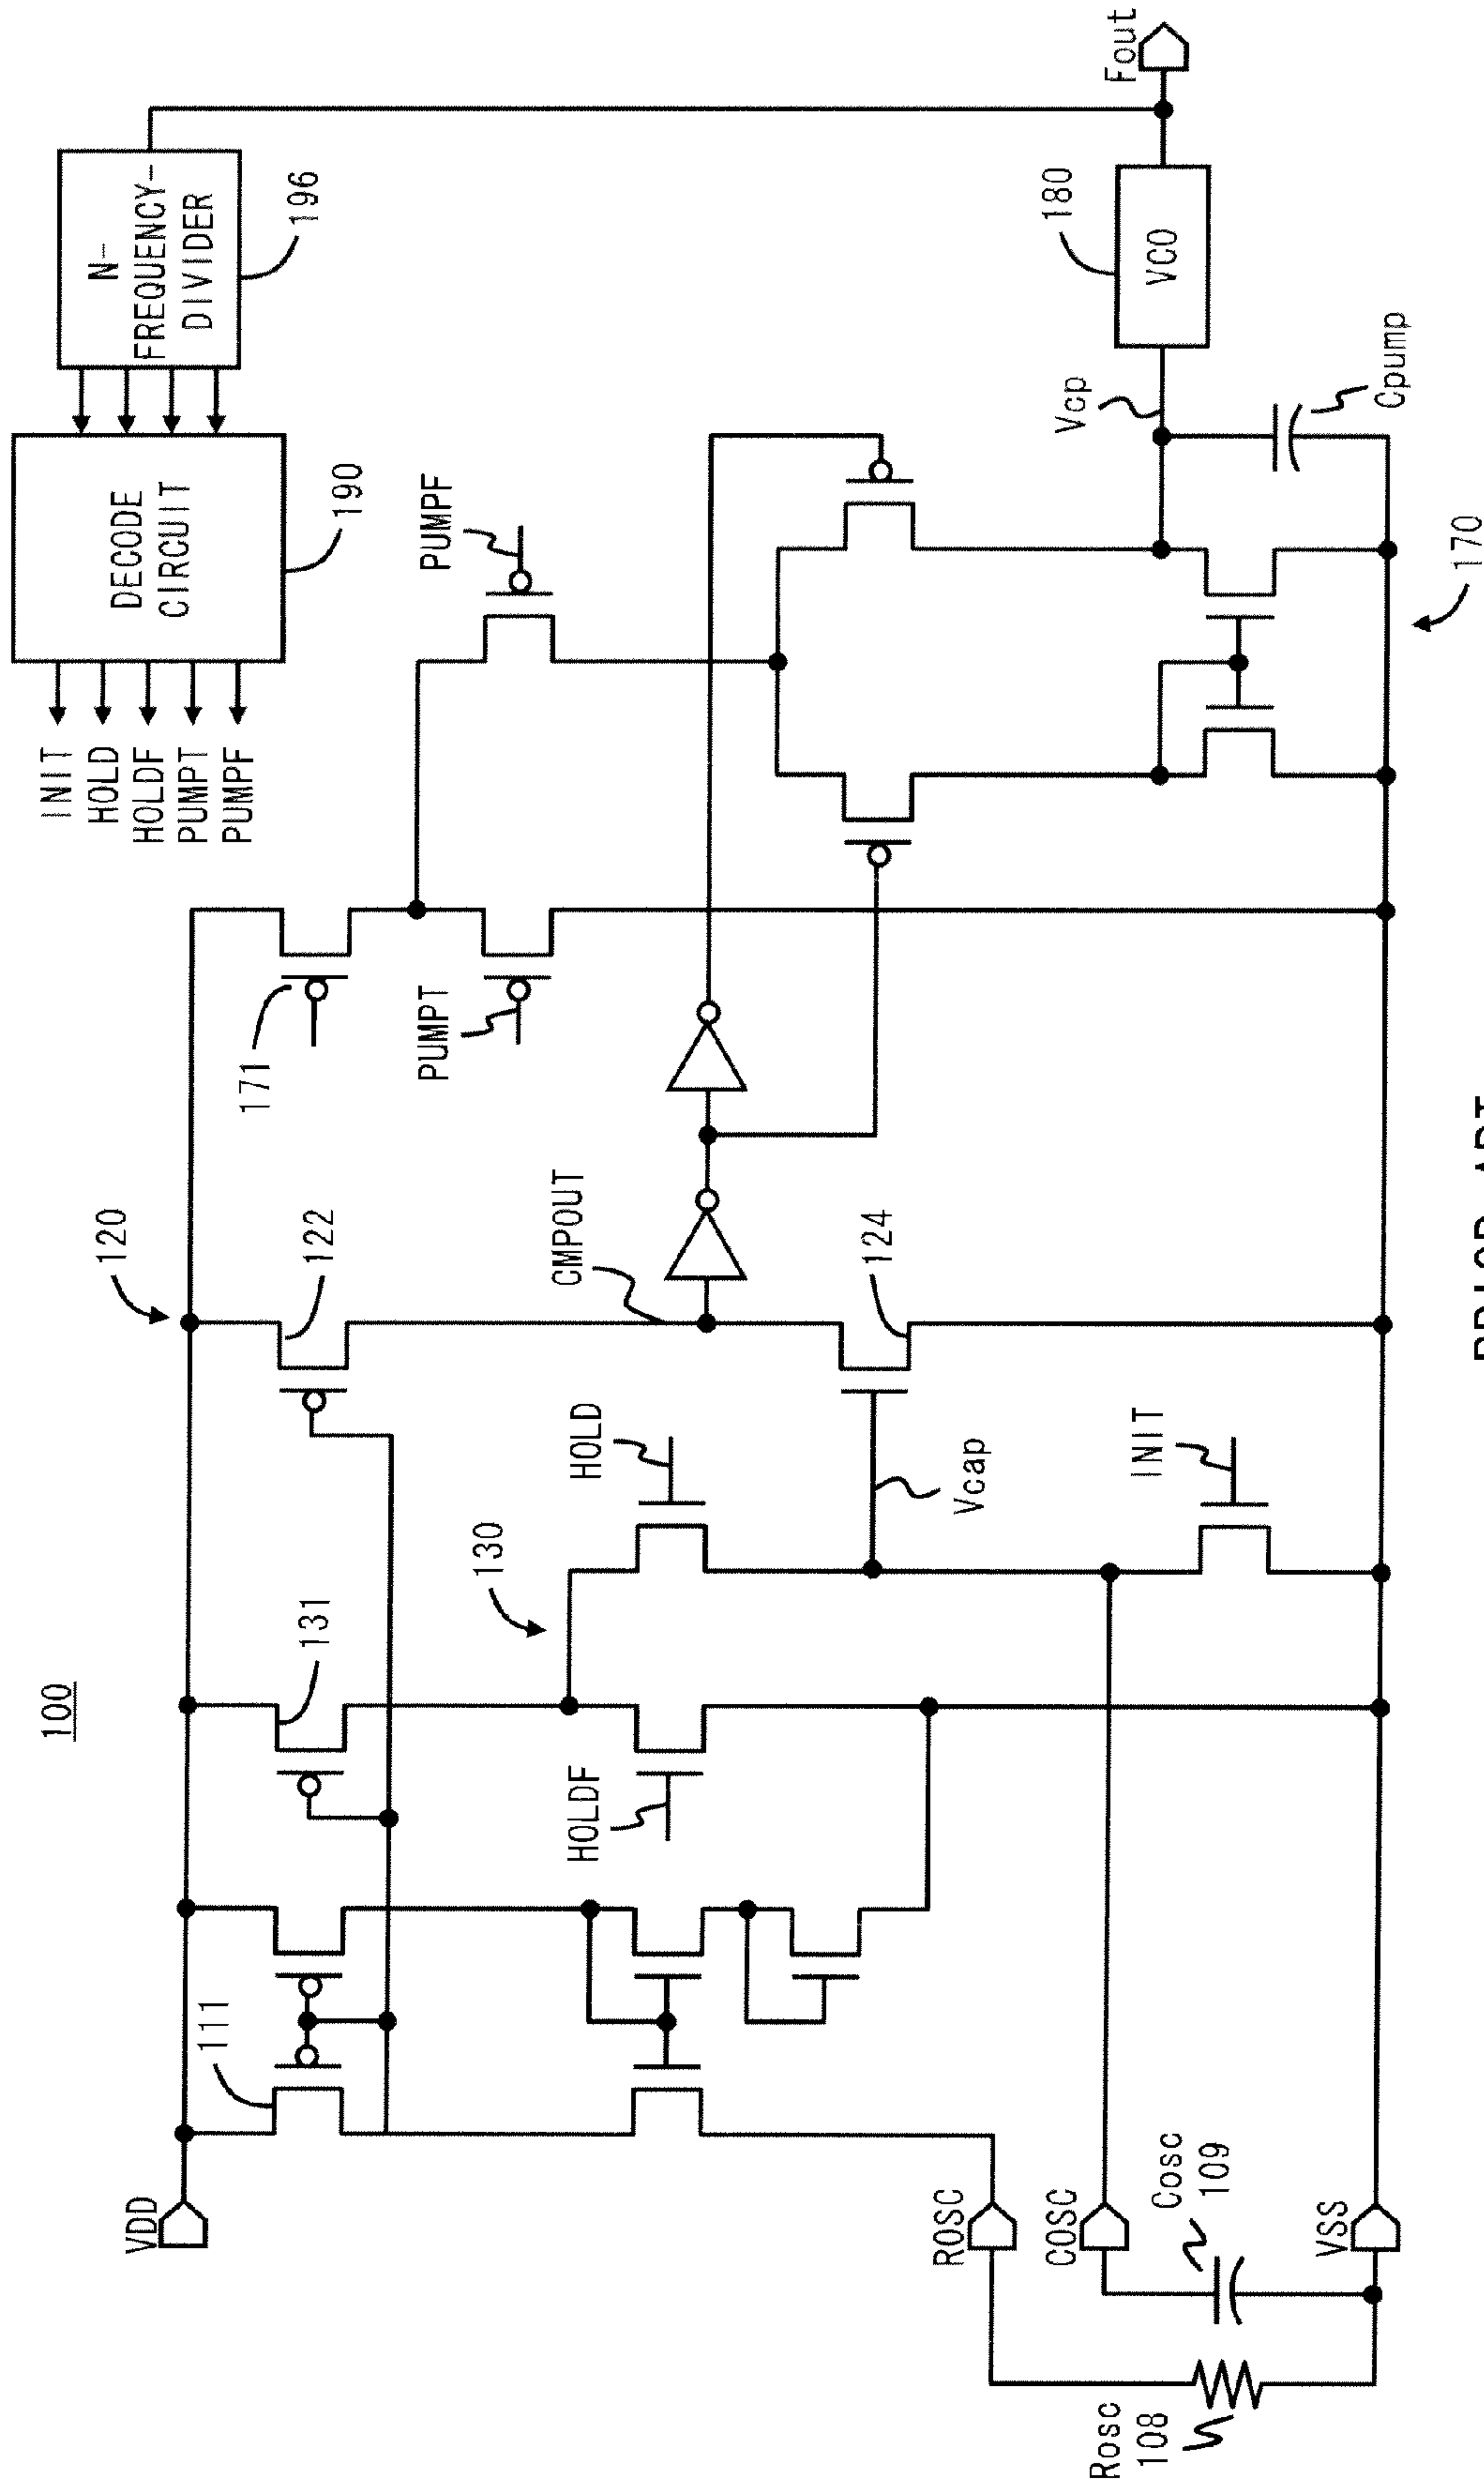 100
120
VDD
111
131
122
171
HOLDF
130
HOLD
CMPOUT
PUMPT
PUMPF
INIT
HOLD
HOLDF
PUMPT
PUMPF
DECODE
CIRCUIT
190
N-
FREQUENCY-
DIVIDER
196
Vcap
124
INIT
ROSC
COSC
VSS
Rosc
108
Cosc
109
Vcp
Cpump
VCO
180
Fout
170
PRIOR ART